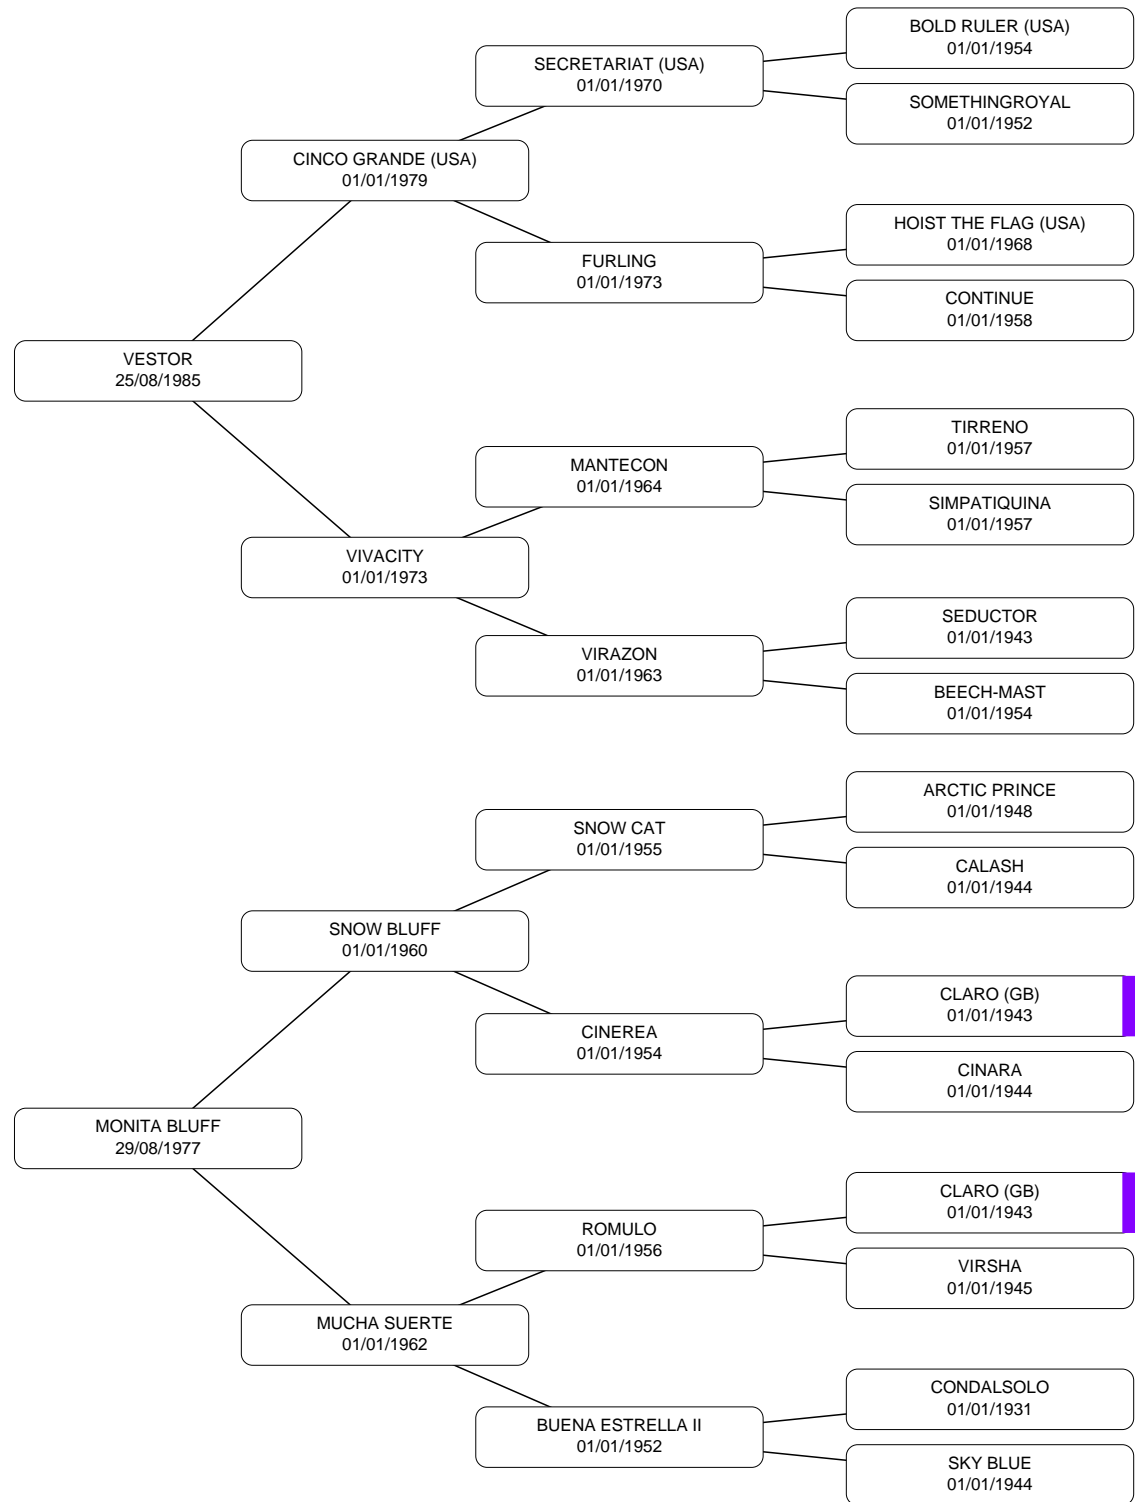 BOLD RULER (USA)
01/01/1954
SECRETARIAT (USA)
01/01/1970
SOMETHINGROYAL
01/01/1952
CINCO GRANDE (USA)
01/01/1979
HOIST THE FLAG (USA)
01/01/1968
FURLING
01/01/1973
CONTINUE
01/01/1958
VESTOR
25/08/1985
TIRRENO
01/01/1957
MANTECON
01/01/1964
SIMPATIQUINA
01/01/1957
VIVACITY
01/01/1973
SEDUCTOR
01/01/1943
VIRAZON
01/01/1963
BEECH-MAST
01/01/1954
ARCTIC PRINCE
01/01/1948
SNOW CAT
01/01/1955
CALASH
01/01/1944
SNOW BLUFF
01/01/1960
CLARO (GB)
01/01/1943
CINEREA
01/01/1954
CINARA
01/01/1944
MONITA BLUFF
29/08/1977
CLARO (GB)
01/01/1943
ROMULO
01/01/1956
VIRSHA
01/01/1945
MUCHA SUERTE
01/01/1962
CONDALSOLO
01/01/1931
BUENA ESTRELLA II
01/01/1952
SKY BLUE
01/01/1944